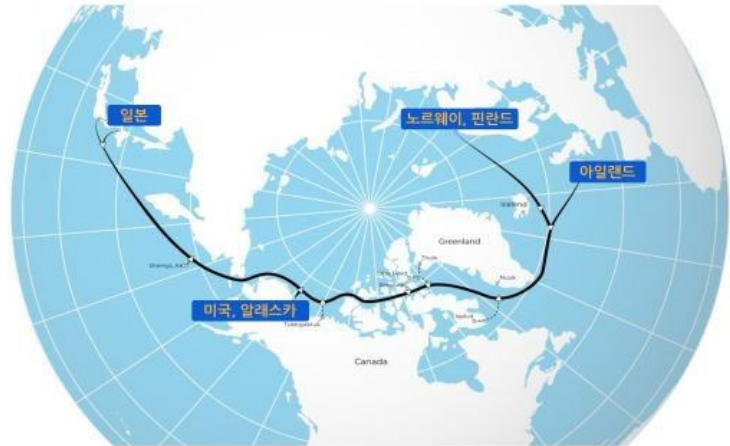 일본
노르웨이, 핀란드
아일랜드
Iceland
Greenland
Thule
Nuuk
미국, 알래스카
Canada